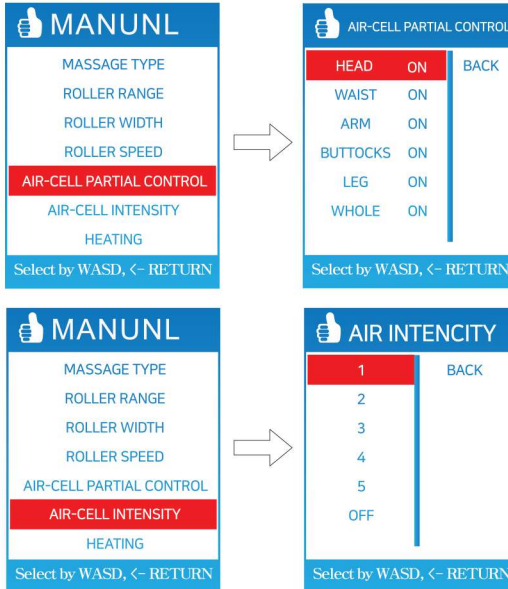 MANUNL
MASSAGE TYPE
ROLLER RANGE
ROLLER WIDTH
ROLLER SPEED
AIR-CELL PARTIAL CONTROL
AIR-CELL INTENSITY
HEATING
Select by WASD, <- RETURN
AIR-CELL PARTIAL CONTROL
HEAD ON BACK
WAIST ON
ARM ON
BUTTOCKS ON
LEG ON
WHOLE ON
Select by WASD, <- RETURN
MANUNL
MASSAGE TYPE
ROLLER RANGE
ROLLER WIDTH
ROLLER SPEED
AIR-CELL PARTIAL CONTROL
AIR-CELL INTENSITY
HEATING
Select by WASD, <- RETURN
AIR INTENCITY
1 BACK
2
3
4
5
OFF
Select by WASD, <- RETURN